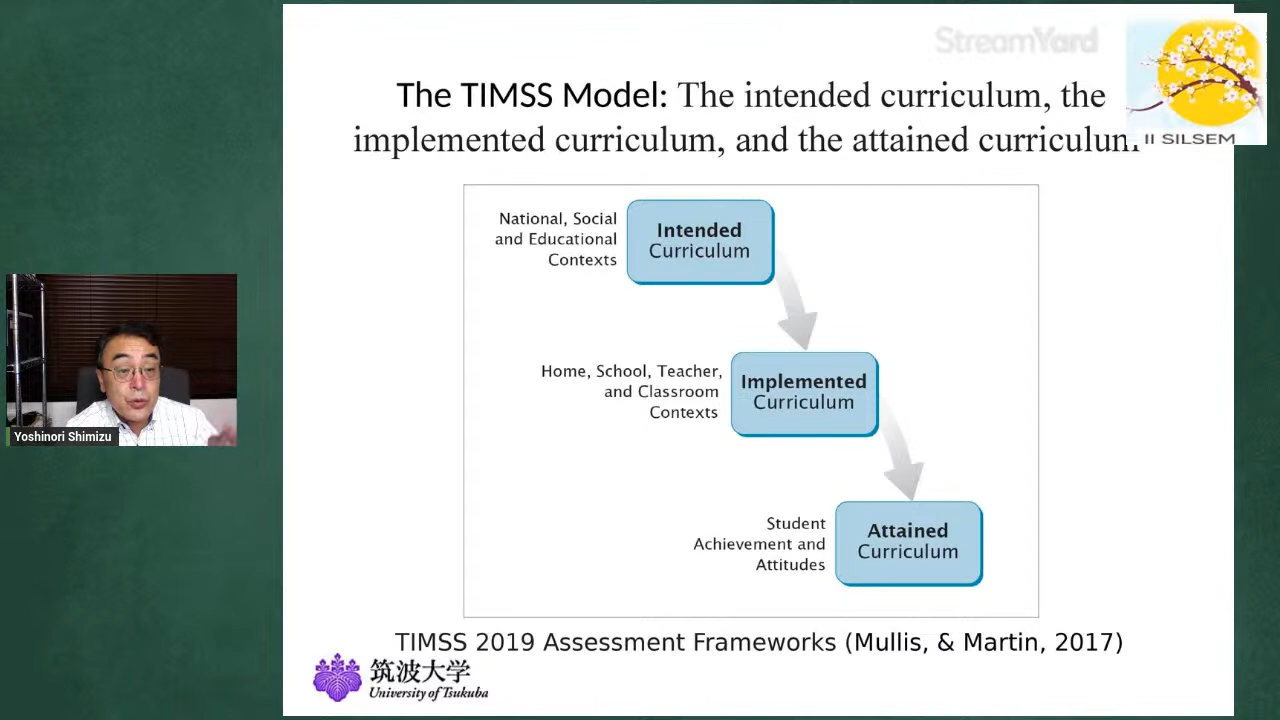 StreamYard
The TIMSS Model: The intended curriculum, the
implemented curriculum, and the attained curriculum
II SILSEM
National, Social
and Educational
Contexts
Intended
Curriculum
Home, School, Teacher,
and Classroom
Contexts
Implemented
Curriculum
Yoshinori Shimizu
Student
Achievement and
Attitudes
Attained
Curriculum
TIMSS 2019 Assessment Frameworks (Mullis, & Martin, 2017)
筑波大学
University of Tsukuba